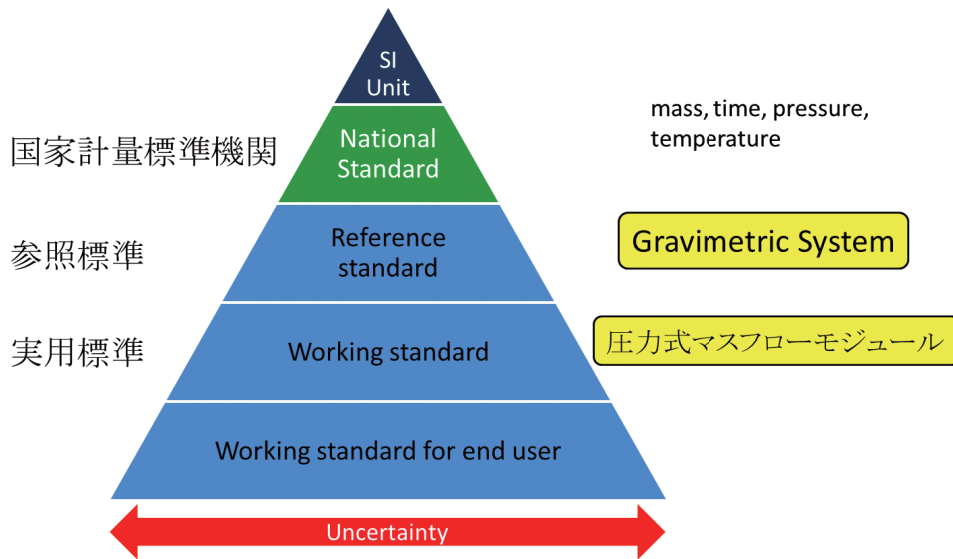 SI
Unit
国家計量標準機関
National
Standard
mass, time, pressure,
temperature
参照標準
Reference
standard
Gravimetric System
実用標準
Working standard
圧力式マスフローモジュール
Working standard for end user
Uncertainty